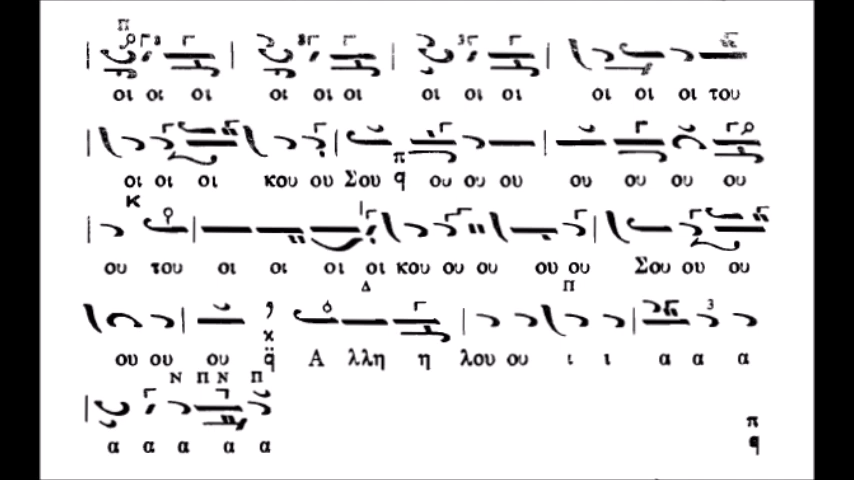 Π
οι οι οι οι οι οι οι οι οι οι οι οι του
οι οι οι κου ου Σου π q ου ου ου ου ου ου ου
Κ
ου του οι οι οι οι κου ου ου ου ου Σου ου ου
Δ Π
ου ου ου χ q̈ Α λλη η λου ου ι ι α α α
Ν Π Ν Π
α α α α α π q